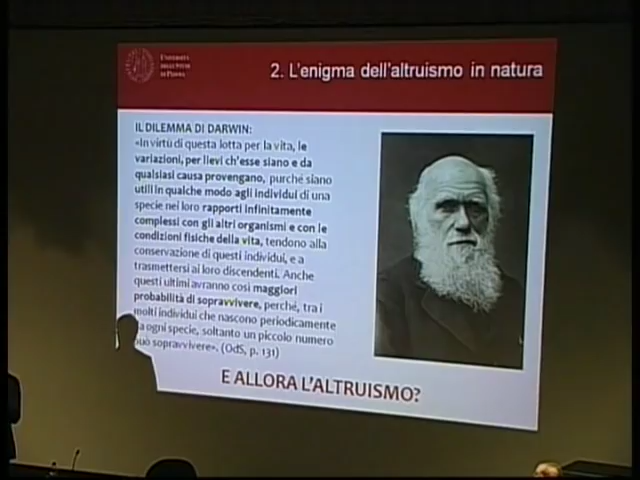 UNIVERSITÀ
DEGLI STUDI
DI PADOVA
2. L'enigma dell'altruismo in natura
IL DILEMMA DI DARWIN:
«In virtù di questa lotta per la vita, le
variazioni, per lievi ch'esse siano e da
qualsiasi causa provengano, purché siano
utili in qualche modo agli individui di una
specie nei loro rapporti infinitamente
complessi con gli altri organismi e con le
condizioni fisiche della vita, tendono alla
conservazione di questi individui, e a
trasmettersi ai loro discendenti. Anche
questi ultimi avranno così maggiori
probabilità di sopravvivere, perché, tra i
molti individui che nascono periodicamente
da ogni specie, soltanto un piccolo numero
può sopravvivere». (OdS, p. 131)
E ALLORA L'ALTRUISMO?